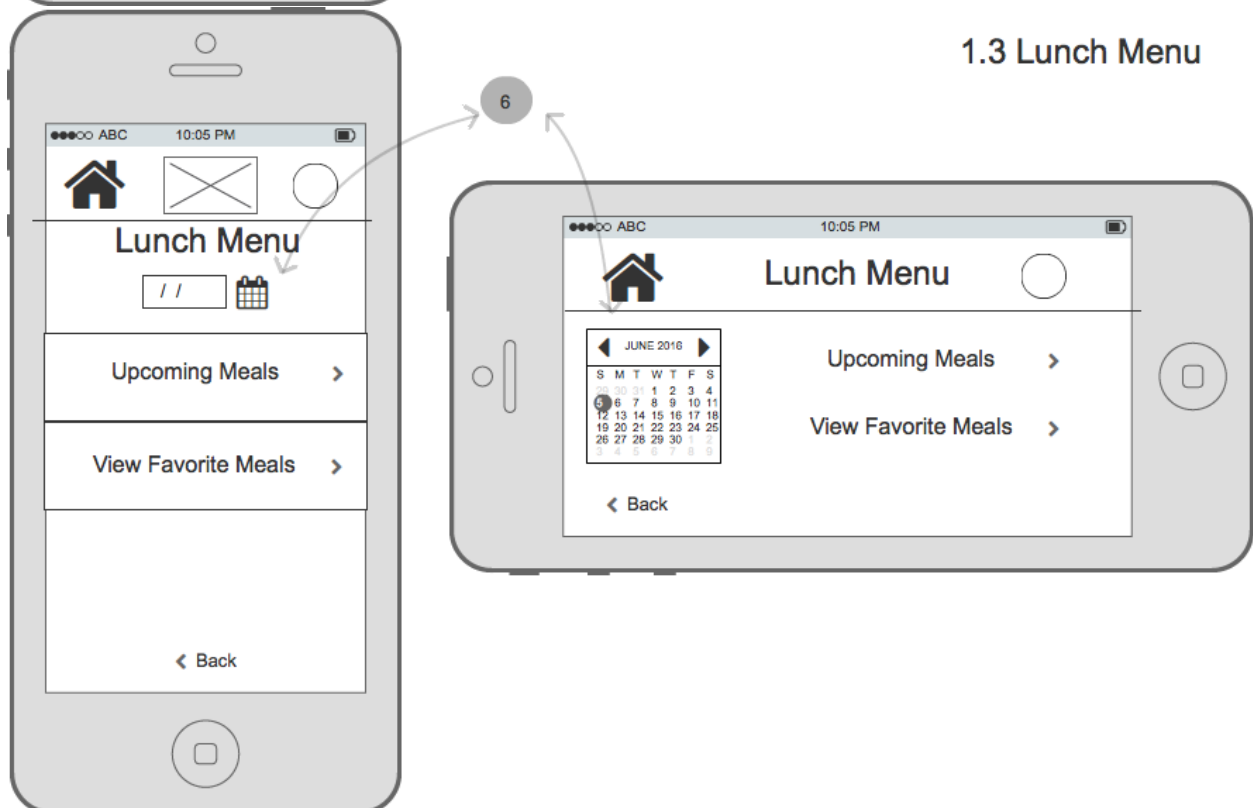 1.3 Lunch Menu
6
ABC 10:05 PM
Lunch Menu
/ /
Upcoming Meals
View Favorite Meals
Back
ABC 10:05 PM
Lunch Menu
JUNE 2016
S M T W T F S
29 30 31 1 2 3 4
5 6 7 8 9 10 11
12 13 14 15 16 17 18
19 20 21 22 23 24 25
26 27 28 29 30 1 2
3 4 5 6 7 8 9
Upcoming Meals
View Favorite Meals
Back